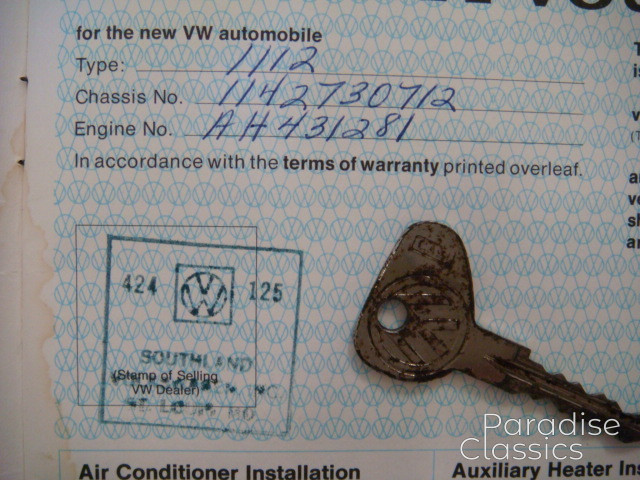 for the new VW automobile
Type: 1112
Chassis No. 1142730712
Engine No. AH431281
In accordance with the terms of warranty printed overleaf.
424 125
SOUTHLAND
(Stamp of Selling
VW Dealer)
Air Conditioner Installation
Auxiliary Heater Ins
Paradise
Classics